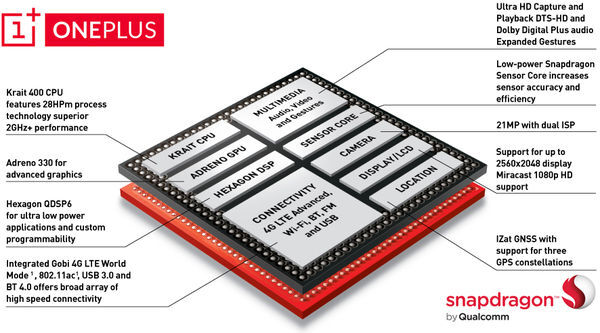 1+ ONEPLUS
Ultra HD Capture and
Playback DTS-HD and
Dolby Digital Plus audio
Expanded Gestures
Low-power Snapdragon
Sensor Core increases
sensor accuracy and
efficiency
21MP with dual ISP
Support for up to
2560x2048 display
Miracast 1080p HD
support
IZat GNSS with
support for three
GPS constellations
Krait 400 CPU
features 28HPm process
technology superior
2GHz+ performance
Adreno 330 for
advanced graphics
Hexagon QDSP6
for ultra low power
applications and custom
programmability
Integrated Gobi 4G LTE World
Mode ¹, 802.11ac¹, USB 3.0 and
BT 4.0 offers broad array of
high speed connectivity
MULTIMEDIA
Audio, Video
and Gestures
KRAIT CPU
SENSOR CORE
ADRENO GPU
CAMERA
HEXAGON DSP
DISPLAY/LCD
CONNECTIVITY
4G LTE Advanced,
Wi-Fi, BT, FM
and USB
LOCATION
snapdragon™
by Qualcomm